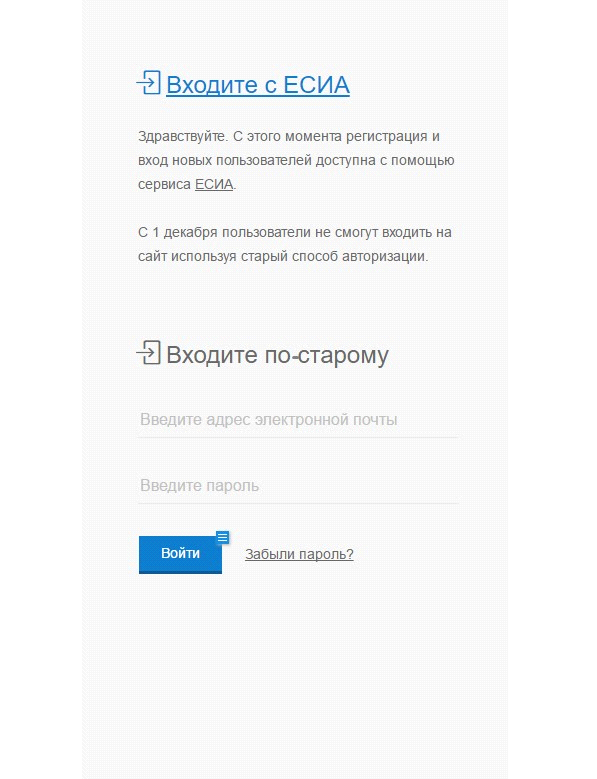 Входите с ЕСИА
Здравствуйте. С этого момента регистрация и
вход новых пользователей доступна с помощью
сервиса ЕСИА.
С 1 декабря пользователи не смогут входить на
сайт используя старый способ авторизации.
Входите по-старому
Введите адрес электронной почты
Введите пароль
Войти
Забыли пароль?